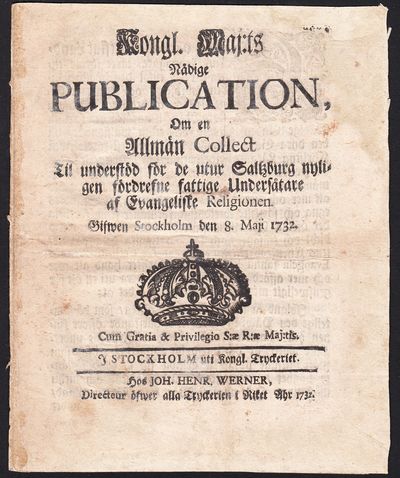 Kongl. Maj:ts
Nådige
PUBLICATION,
Om en
Allmän Collect
Til understöd för de utur Saltzburg nyli-
gen fördrefne fattige Undersåtare
af Evangeliske Religionen.
Gifwen Stockholm den 8. Maji 1732.
Cum Gratia & Privilegio S:æ R:æ Maj:tis.
I STOCKHOLM uti Kongl. Tryckeriet.
Hos JOH. HENR. WERNER,
Directeur öfwer alla Tryckerien i Riket Åhr 1732.